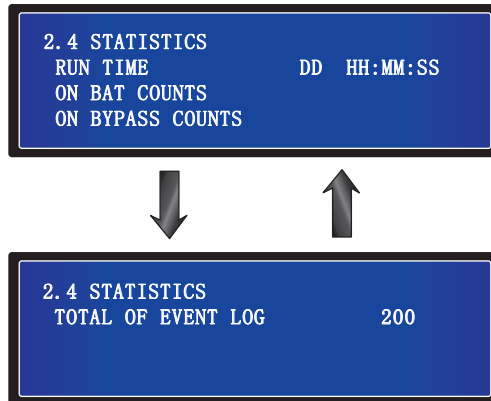 2.4 STATISTICS
RUN TIME DD HH:MM:SS
ON BAT COUNTS
ON BYPASS COUNTS
2.4 STATISTICS
TOTAL OF EVENT LOG 200